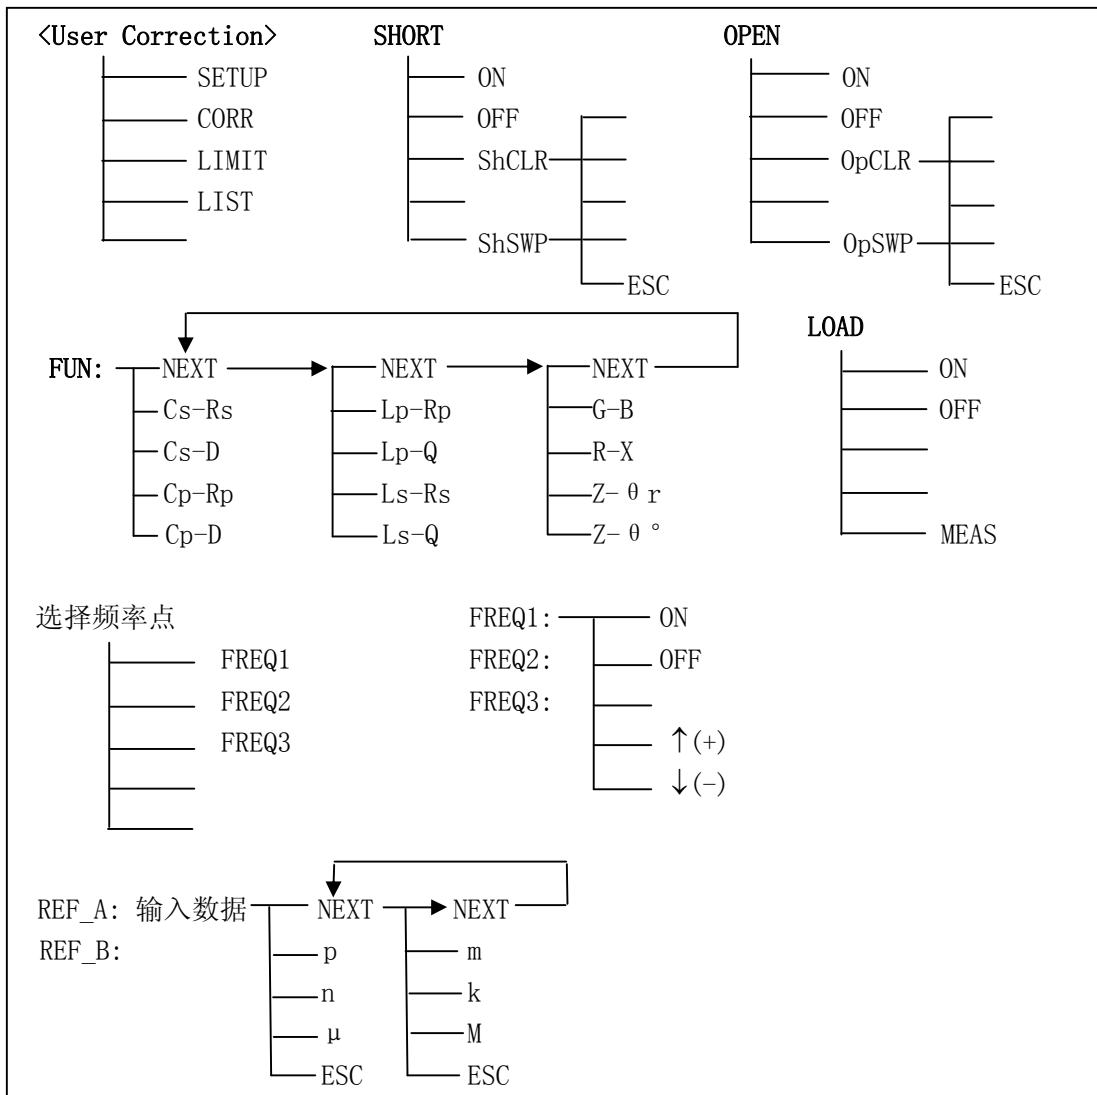 <User Correction> SHORT OPEN
SETUP ON ON
CORR OFF OFF
LIMIT ShCLR OpCLR
LIST
ShSWP OpSWP
ESC ESC
LOAD
FUN: NEXT NEXT NEXT ON
Cs-Rs Lp-Rp G-B OFF
Cs-D Lp-Q R-X
Cp-Rp Ls-Rs Z-θr
Cp-D Ls-Q Z-θ° MEAS
选择频率点 FREQ1: ON
FREQ1 FREQ2: OFF
FREQ2 FREQ3:
FREQ3 ↑(+)
↓(-)
REF_A: 输入数据 NEXT NEXT
REF_B: p m
n k
μ M
ESC ESC